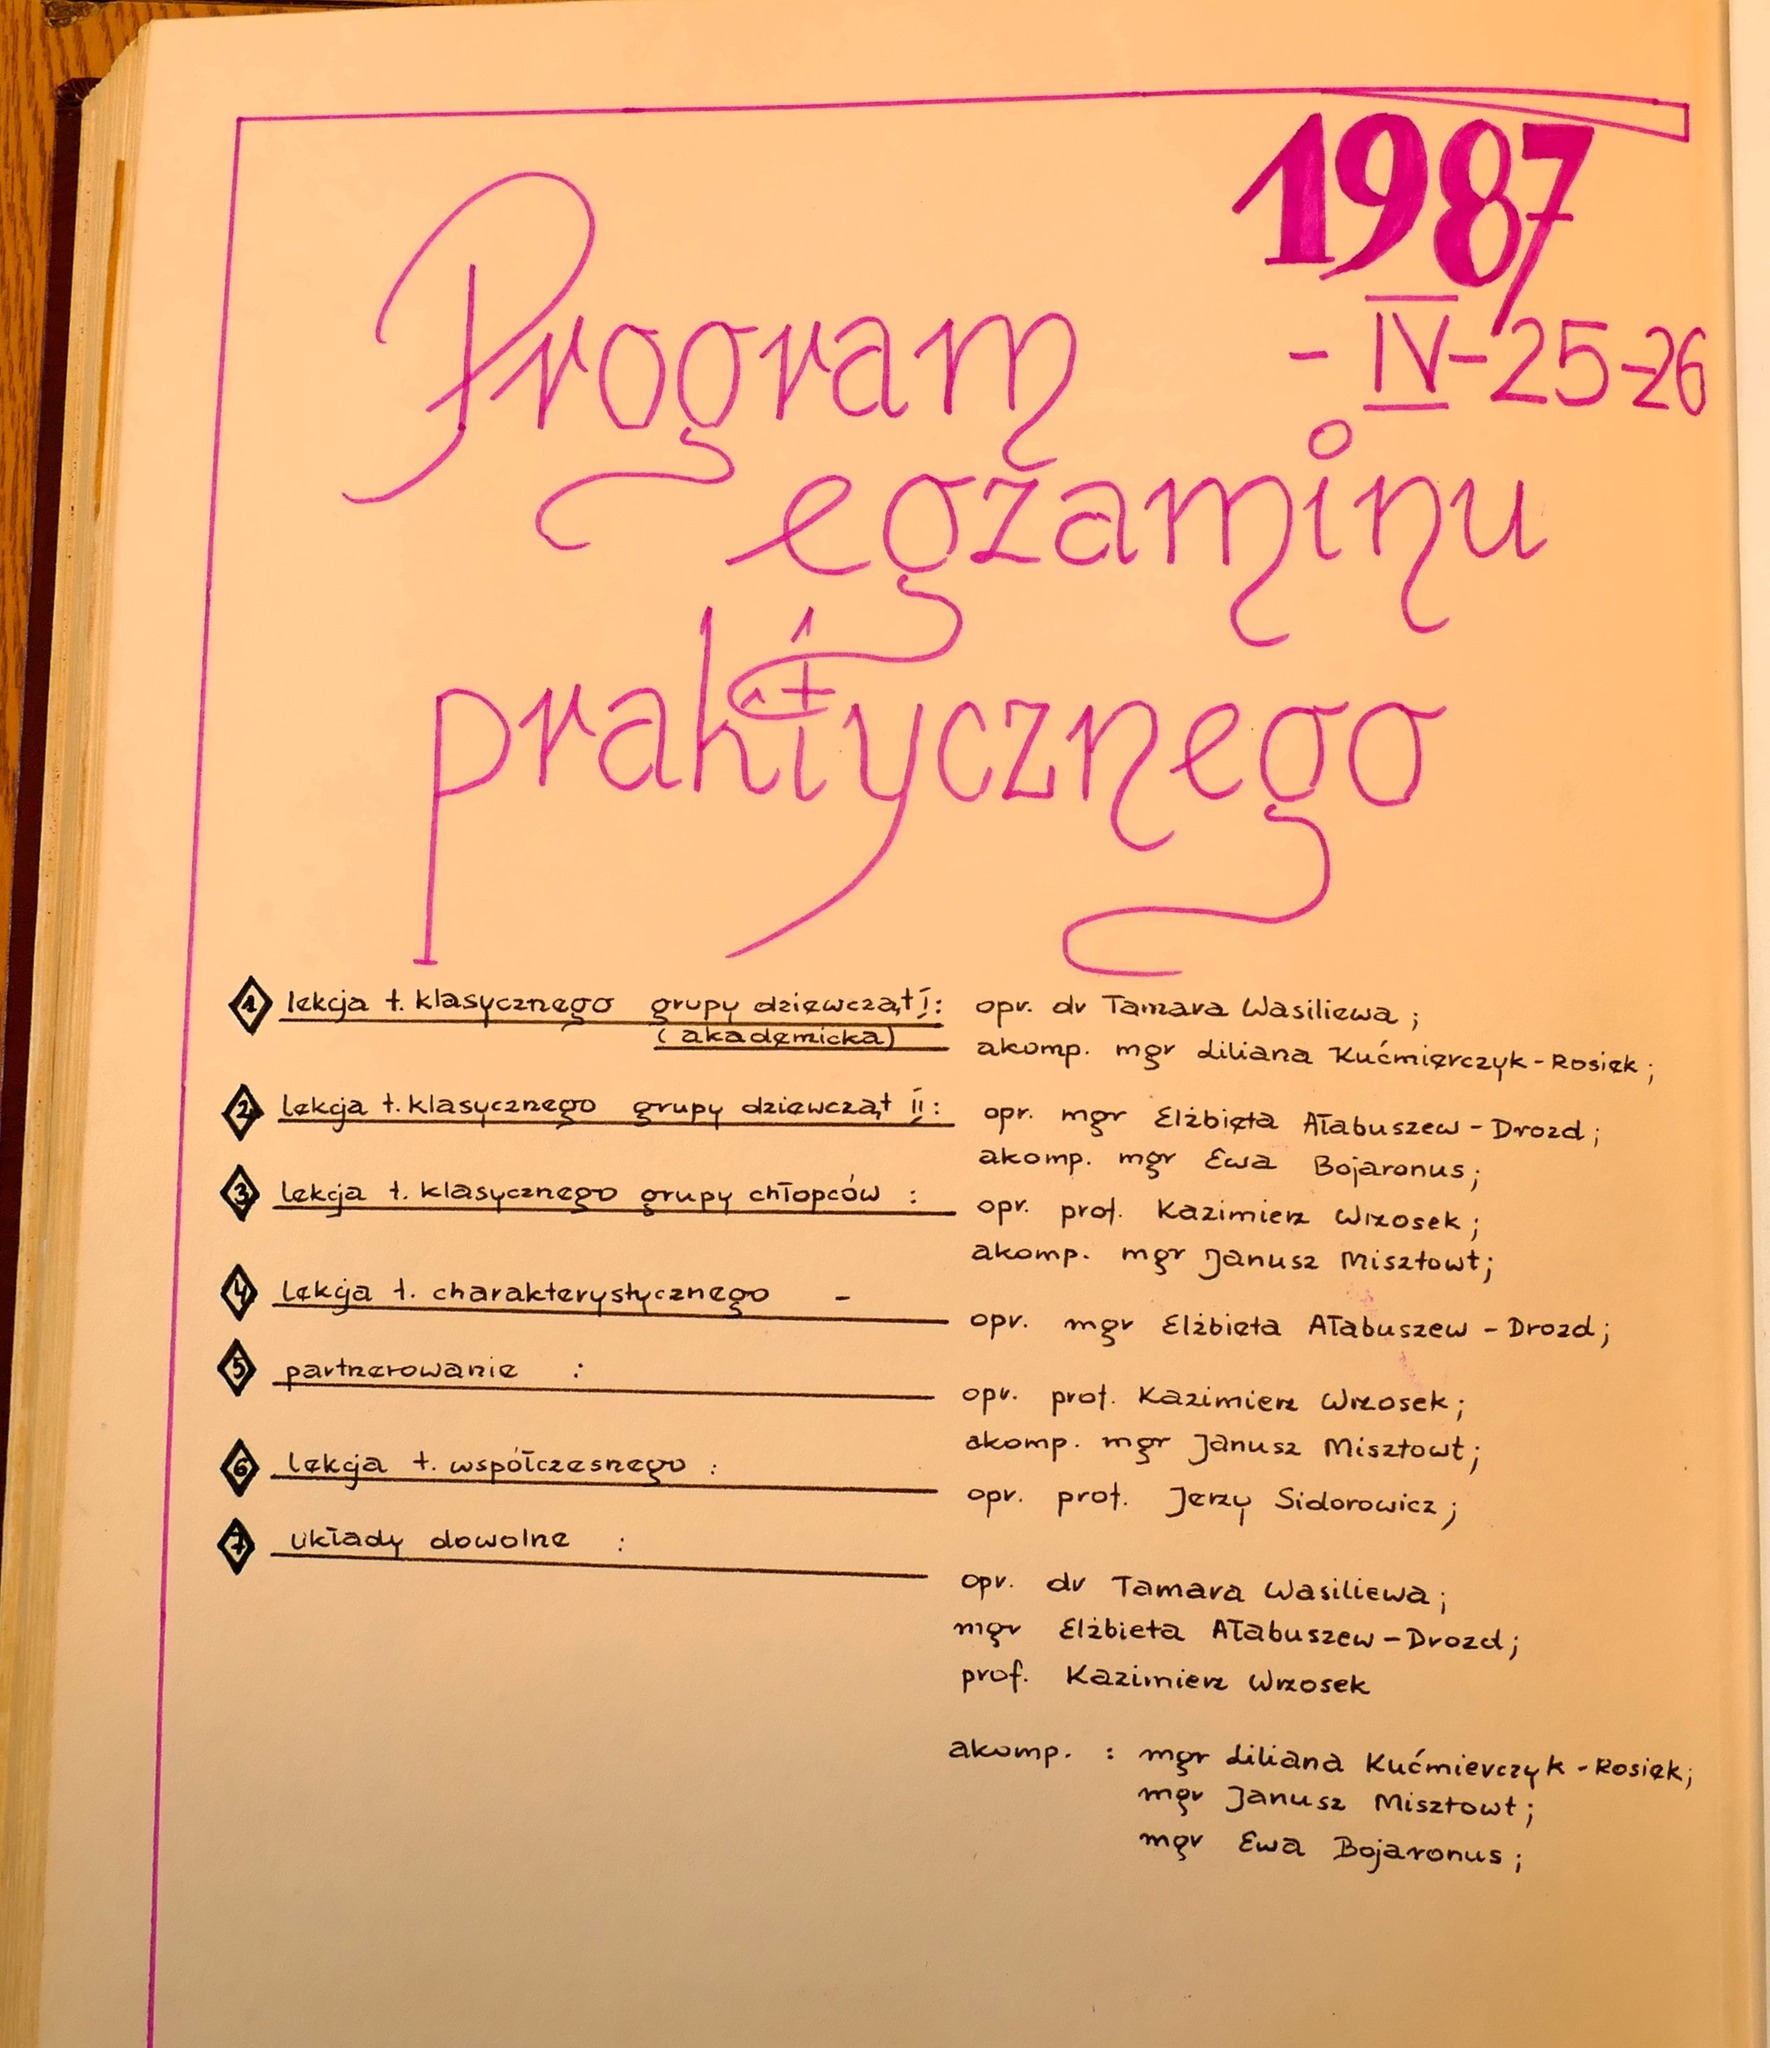 1987
- IV - 25 - 26
Program
egzaminu
praktycznego
1 lekcja t. klasycznego grupy dziewcząt I:
(akademicka)
opr. dr Tamara Wasiliewa;
akomp. mgr Liliana Kućmierczyk-Rosiek;
2 lekcja t. klasycznego grupy dziewcząt II:
opr. mgr Elżbieta Ałabuszew - Drozd;
akomp. mgr Ewa Bojaronus;
3 lekcja t. klasycznego grupy chłopców :
opr. prof. Kazimierz Wrzosek;
akomp. mgr Janusz Misztowt;
4 lekcja t. charakterystycznego -
opr. mgr Elżbieta Ałabuszew - Drozd;
5 partnerowanie :
opr. prof. Kazimierz Wrzosek;
akomp. mgr Janusz Misztowt;
6 lekcja t. współczesnego :
opr. prof. Jerzy Sidorowicz;
7 układy dowolne :
opr. dr Tamara Wasiliewa;
mgr Elżbieta Ałabuszew - Drozd;
prof. Kazimierz Wrzosek
akomp. : mgr Liliana Kućmierczyk - Rosiek;
mgr Janusz Misztowt;
mgr Ewa Bojaronus;